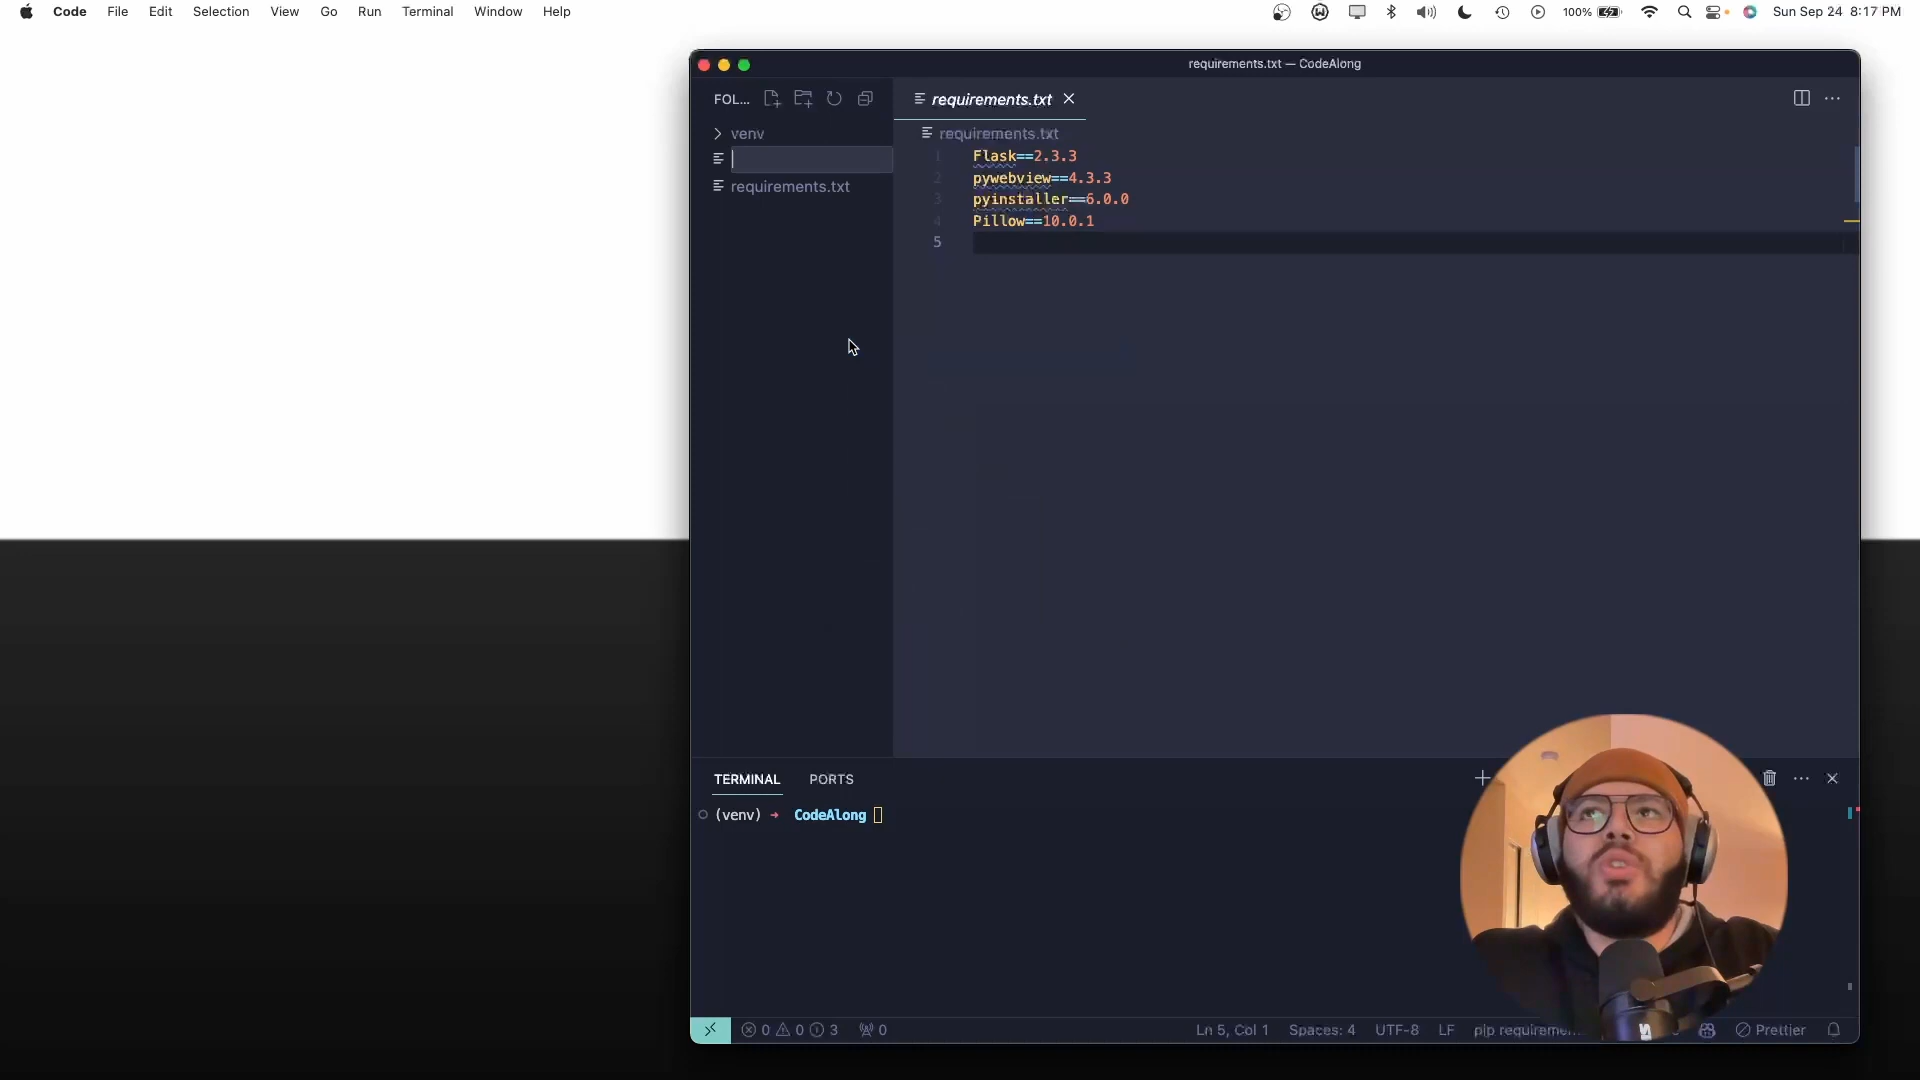 Code File Edit Selection View Go Run Terminal Window Help 100% Sun Sep 24 8:17 PM
requirements.txt — CodeAlong
FOL... requirements.txt
venv
requirements.txt
requirements.txt
1 Flask==2.3.3
2 pywebview==4.3.3
3 pyinstaller==6.0.0
4 Pillow==10.0.1
5
TERMINAL PORTS
(venv) ➜ CodeAlong
0 0 3 0 Ln 5, Col 1 Spaces: 4 UTF-8 LF pip requiremen... Prettier